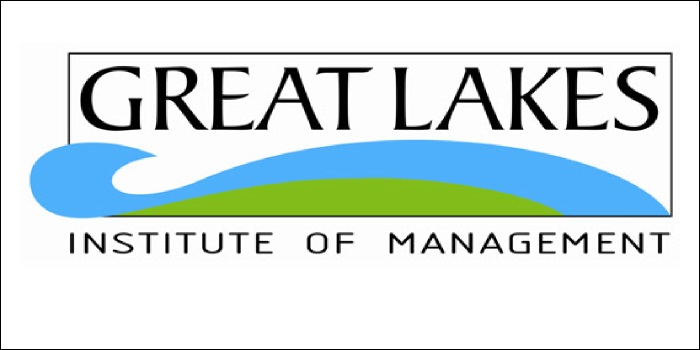 GREAT LAKES
INSTITUTE OF MANAGEMENT